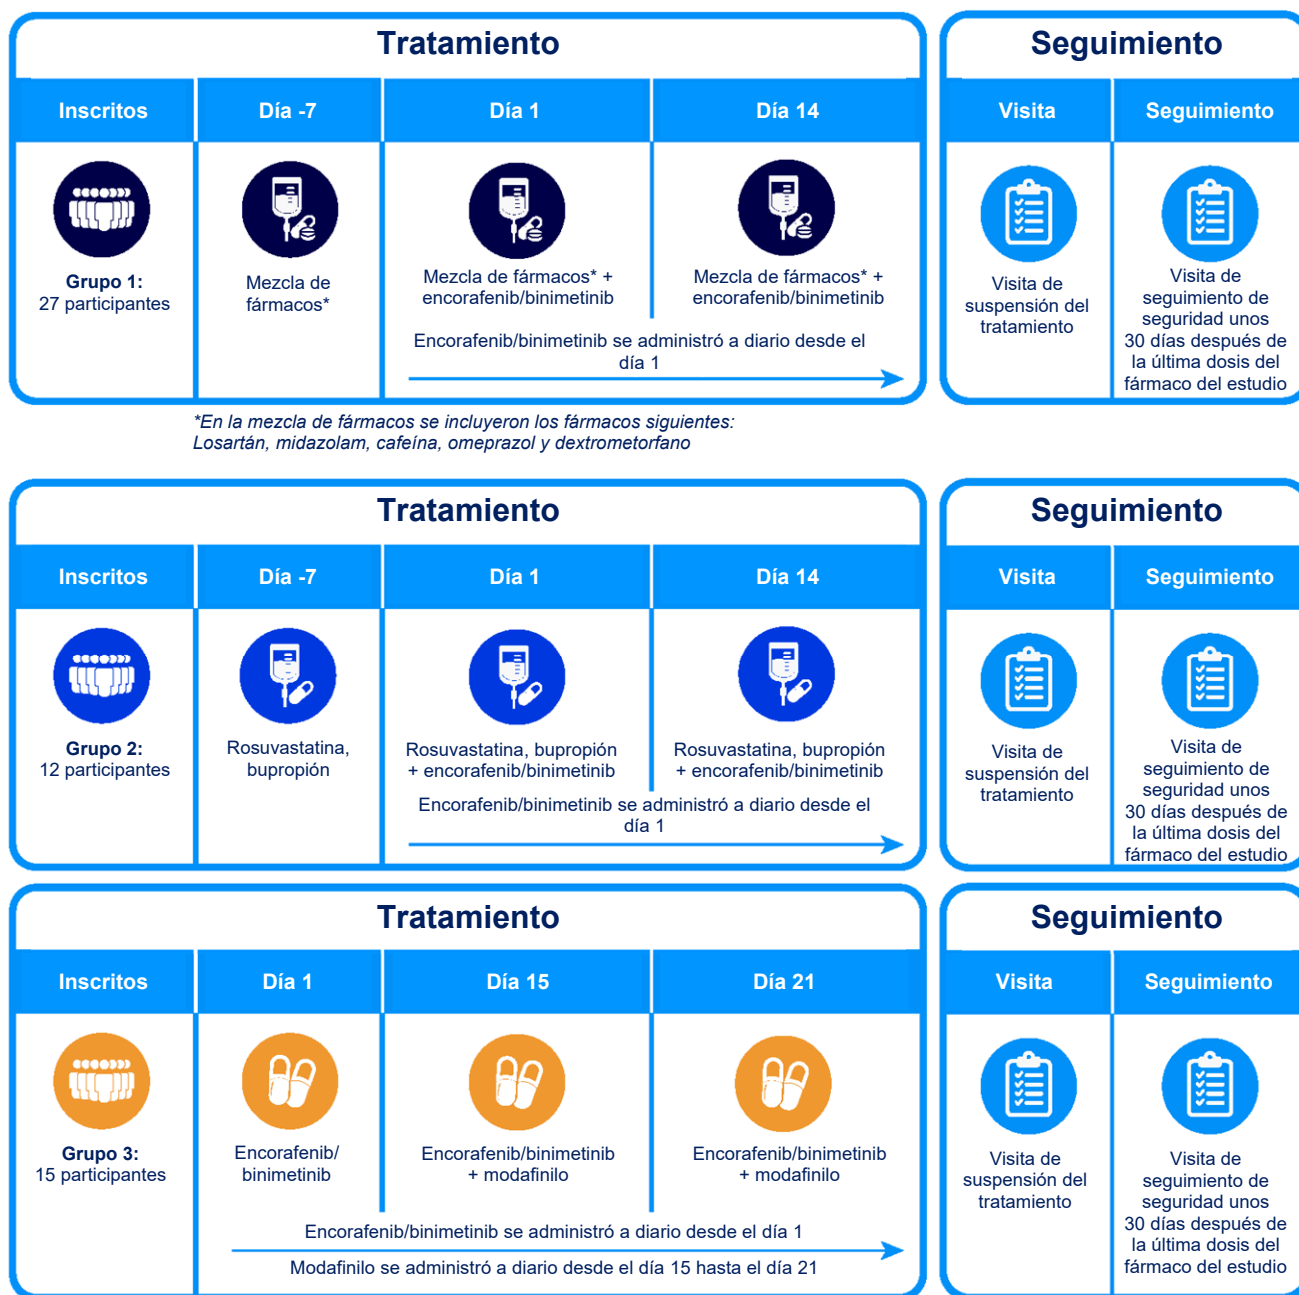 Tratamiento
Seguimiento
Inscritos
Día -7
Día 1
Día 14
Visita
Seguimiento
Grupo 1:
27 participantes
Mezcla de
fármacos*
Mezcla de fármacos* +
encorafenib/binimetinib
Mezcla de fármacos* +
encorafenib/binimetinib
Encorafenib/binimetinib se administró a diario desde el
día 1
Visita de
suspensión del
tratamiento
Visita de
seguimiento de
seguridad unos
30 días después de
la última dosis del
fármaco del estudio
*En la mezcla de fármacos se incluyeron los fármacos siguientes:
Losartán, midazolam, cafeína, omeprazol y dextrometorfano
Tratamiento
Seguimiento
Inscritos
Día -7
Día 1
Día 14
Visita
Seguimiento
Grupo 2:
12 participantes
Rosuvastatina,
bupropión
Rosuvastatina, bupropión
+ encorafenib/binimetinib
Rosuvastatina, bupropión
+ encorafenib/binimetinib
Encorafenib/binimetinib se administró a diario desde el
día 1
Visita de
suspensión del
tratamiento
Visita de
seguimiento de
seguridad unos
30 días después de
la última dosis del
fármaco del estudio
Tratamiento
Seguimiento
Inscritos
Día 1
Día 15
Día 21
Visita
Seguimiento
Grupo 3:
15 participantes
Encorafenib/
binimetinib
Encorafenib/binimetinib
+ modafinilo
Encorafenib/binimetinib
+ modafinilo
Encorafenib/binimetinib se administró a diario desde el día 1
Modafinilo se administró a diario desde el día 15 hasta el día 21
Visita de
suspensión del
tratamiento
Visita de
seguimiento de
seguridad unos
30 días después de
la última dosis del
fármaco del estudio